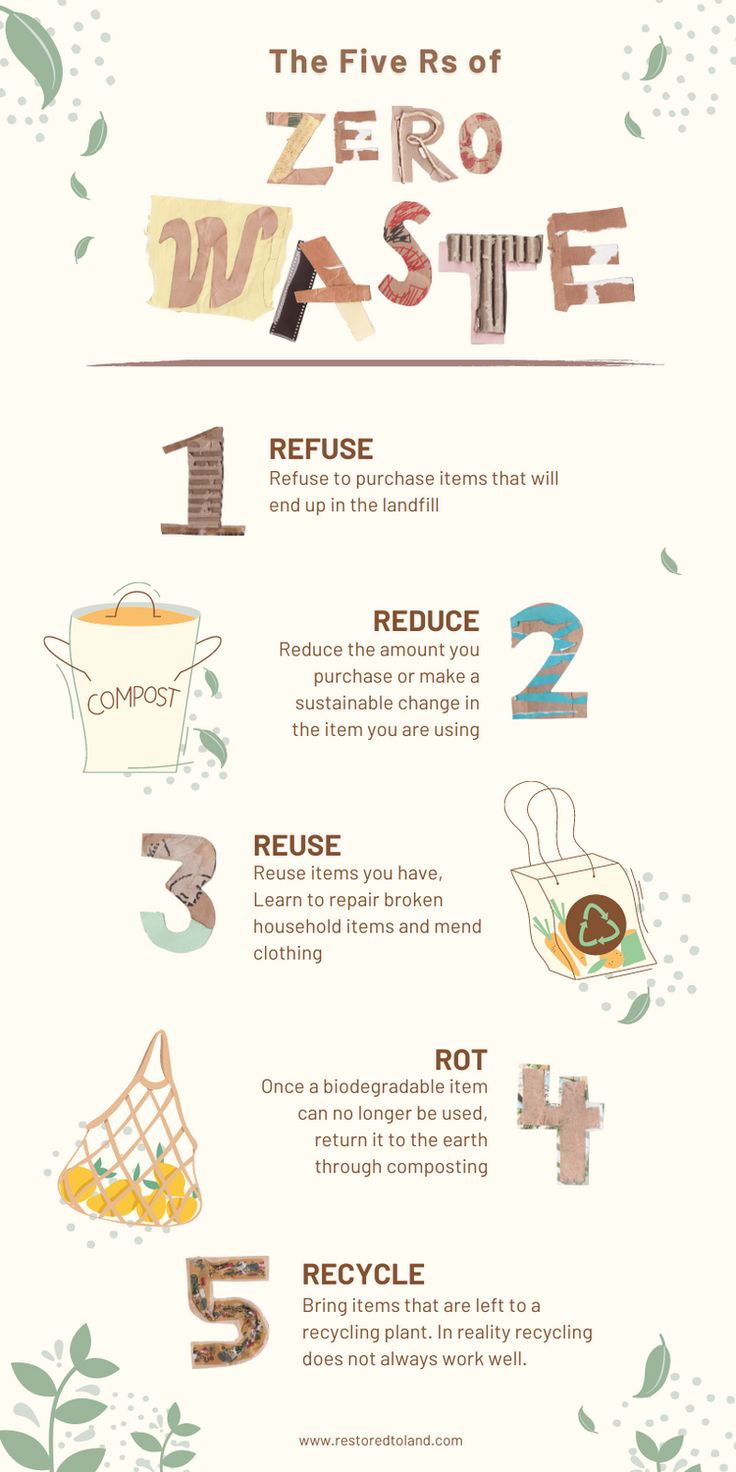 The Five Rs of
ZERO
WASTE
1
REFUSE
Refuse to purchase items that will
end up in the landfill
COMPOST
REDUCE
2
Reduce the amount you
purchase or make a
sustainable change in
the item you are using
3
REUSE
Reuse items you have,
Learn to repair broken
household items and mend
clothing
ROT
4
Once a biodegradable item
can no longer be used,
return it to the earth
through composting
5
RECYCLE
Bring items that are left to a
recycling plant. In reality recycling
does not always work well.
www.restoredtoland.com